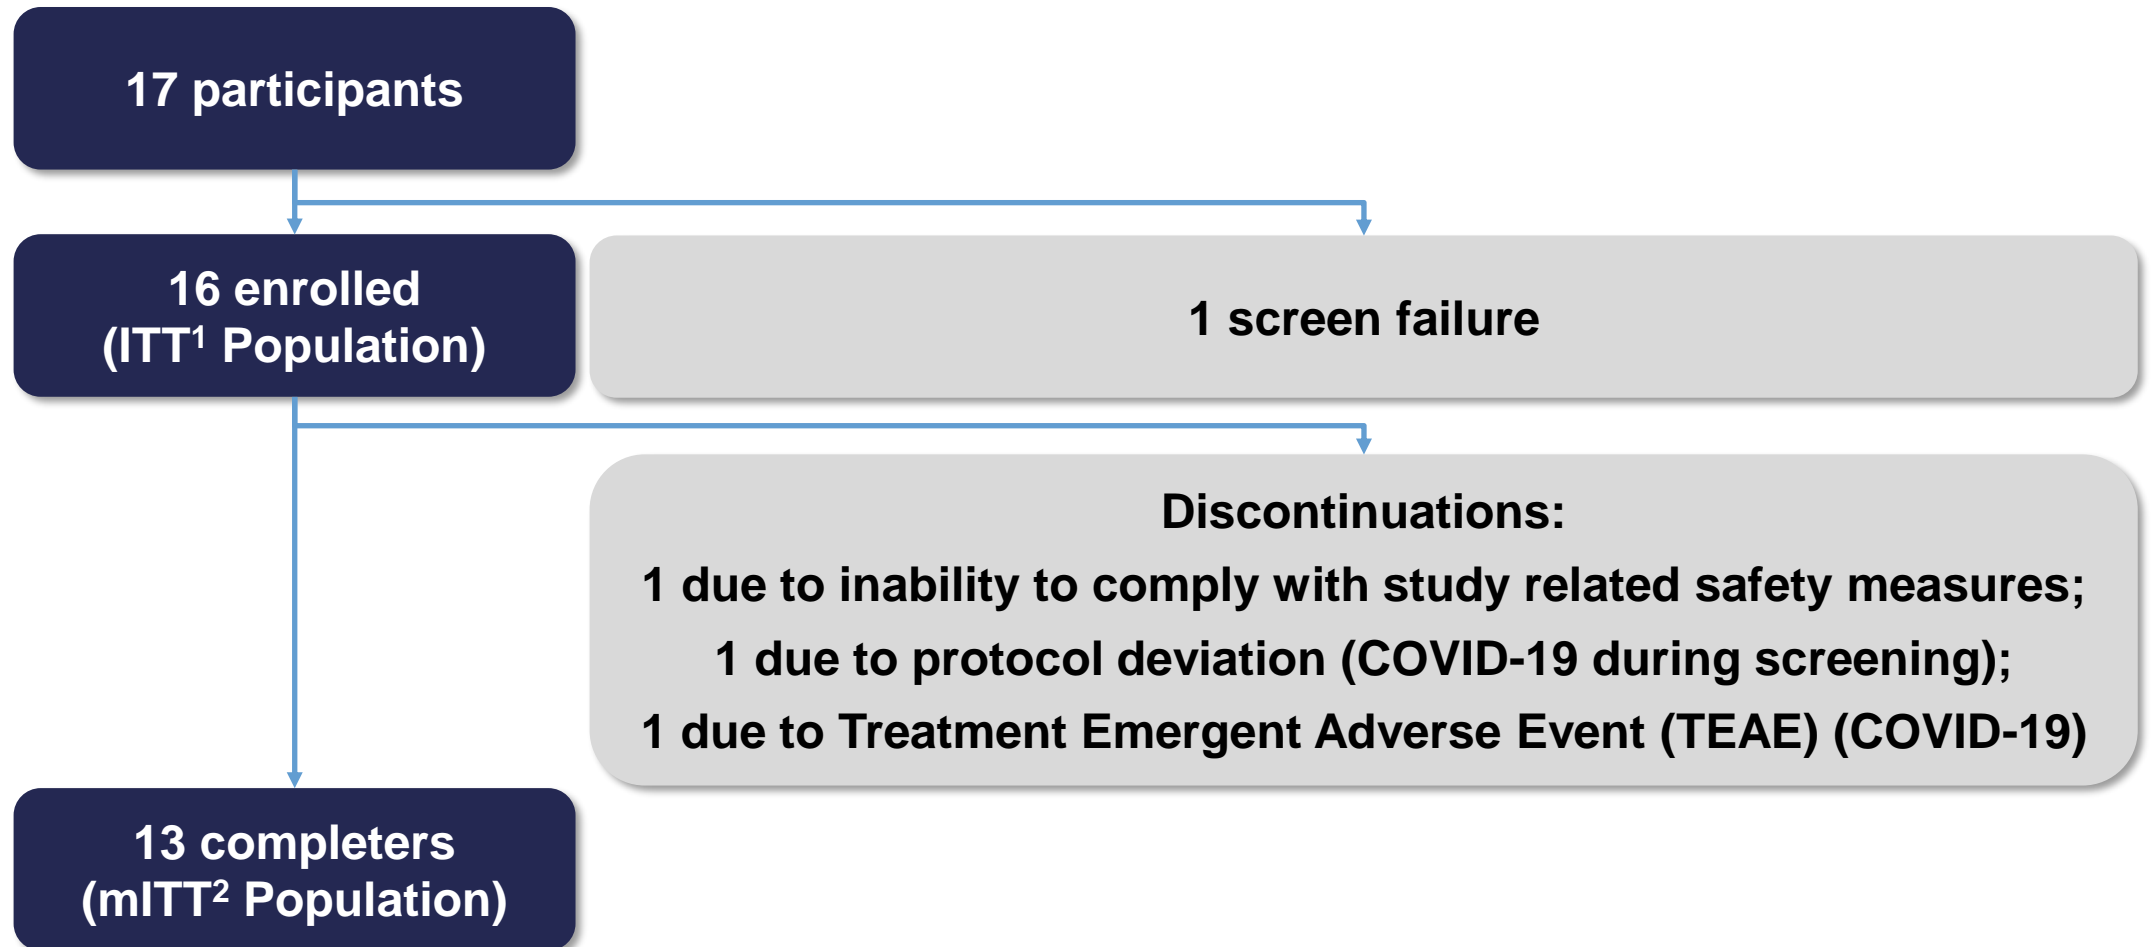 17 participants
16 enrolled
(ITT¹ Population)
1 screen failure
Discontinuations:
1 due to inability to comply with study related safety measures;
1 due to protocol deviation (COVID-19 during screening);
1 due to Treatment Emergent Adverse Event (TEAE) (COVID-19)
13 completers
(mITT² Population)